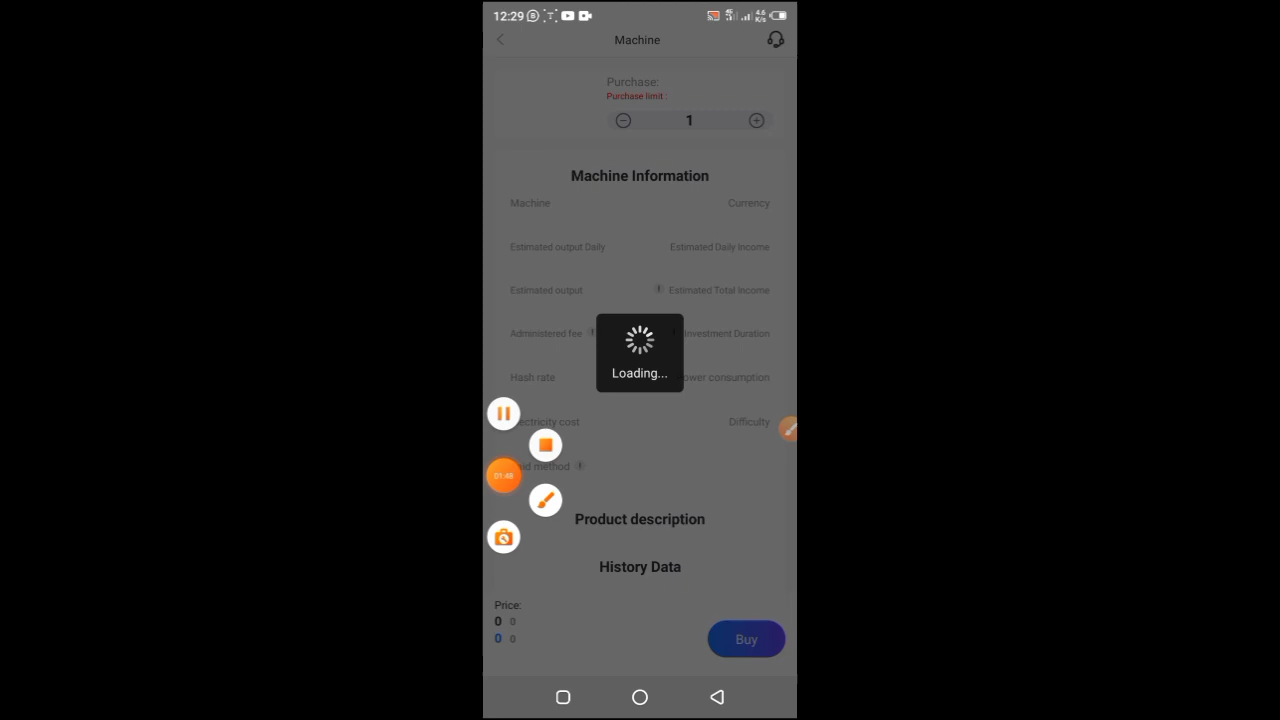 12:29
4.6 K/s
Machine
Purchase:
Purchase limit :
1
Machine Information
Machine Currency
Estimated output Daily Estimated Daily Income
Estimated output Estimated Total Income
Administered fee Investment Duration
Hash rate ower consumption
Loading...
ectricity cost Difficulty
method
01:48
Product description
History Data
Price:
0 0
0 0
Buy